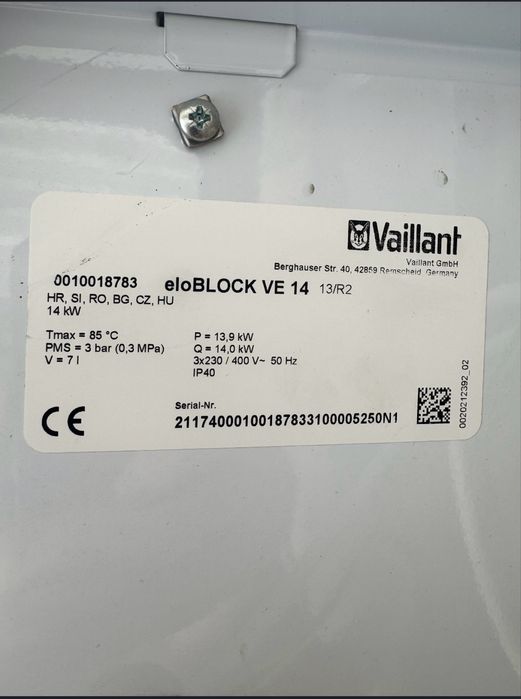 Vaillant
Vaillant GmbH
Berghauser Str. 40, 42859 Remscheid Germany
0010018783 eloBLOCK VE 14 13/R2
HR, SI, RO, BG, CZ, HU
14 kW
Tmax = 85 °C
PMS = 3 bar (0,3 MPa)
V = 7 l
P = 13,9 kW
Q = 14,0 kW
3x230 / 400 V~ 50 Hz
IP40
CE
Serial-Nr.
21174000100187833100005250N1
0020212392_02